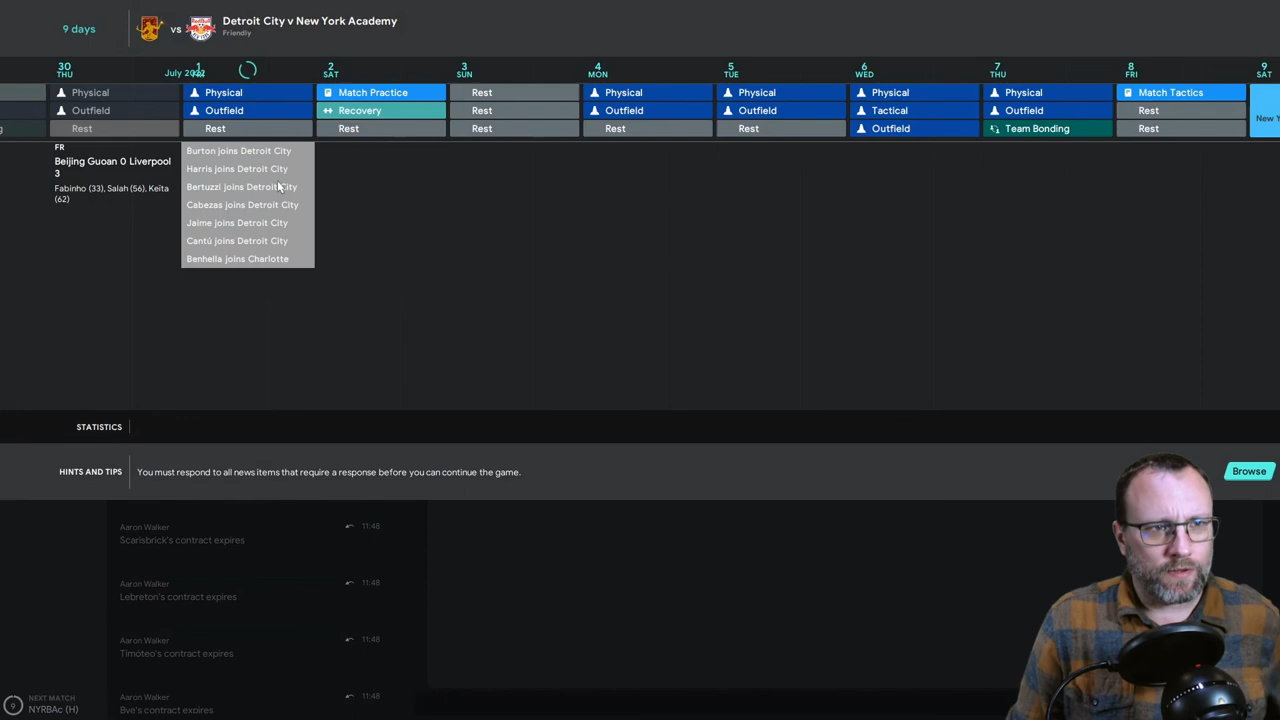 9 days
vs
Detroit City v New York Academy
Friendly
30
THU
July 202
1
2
SAT
3
SUN
4
MON
5
TUE
6
WED
7
THU
8
FRI
9
SAT
Physical
Physical
Match Practice
Rest
Physical
Physical
Physical
Physical
Match Tactics
Outfield
Outfield
Recovery
Rest
Outfield
Outfield
Tactical
Outfield
Rest
New Y
g
Rest
Rest
Rest
Rest
Rest
Rest
Outfield
Team Bonding
Rest
FR
Beijing Guoan 0 Liverpool
3
Fabinho (33), Salah (56), Keita
(62)
Burton joins Detroit City
Harris joins Detroit City
Bertuzzi joins Detroit City
Cabezas joins Detroit City
Jaime joins Detroit City
Cantú joins Detroit City
Benhella joins Charlotte
STATISTICS
HINTS AND TIPS
You must respond to all news items that require a response before you can continue the game.
Browse
Aaron Walker
11:48
Scarisbrick's contract expires
Aaron Walker
11:48
Lebreton's contract expires
Aaron Walker
11:48
Timóteo's contract expires
Aaron Walker
11:48
Bye's contract expires
9
NEXT MATCH
NYRBAc (H)